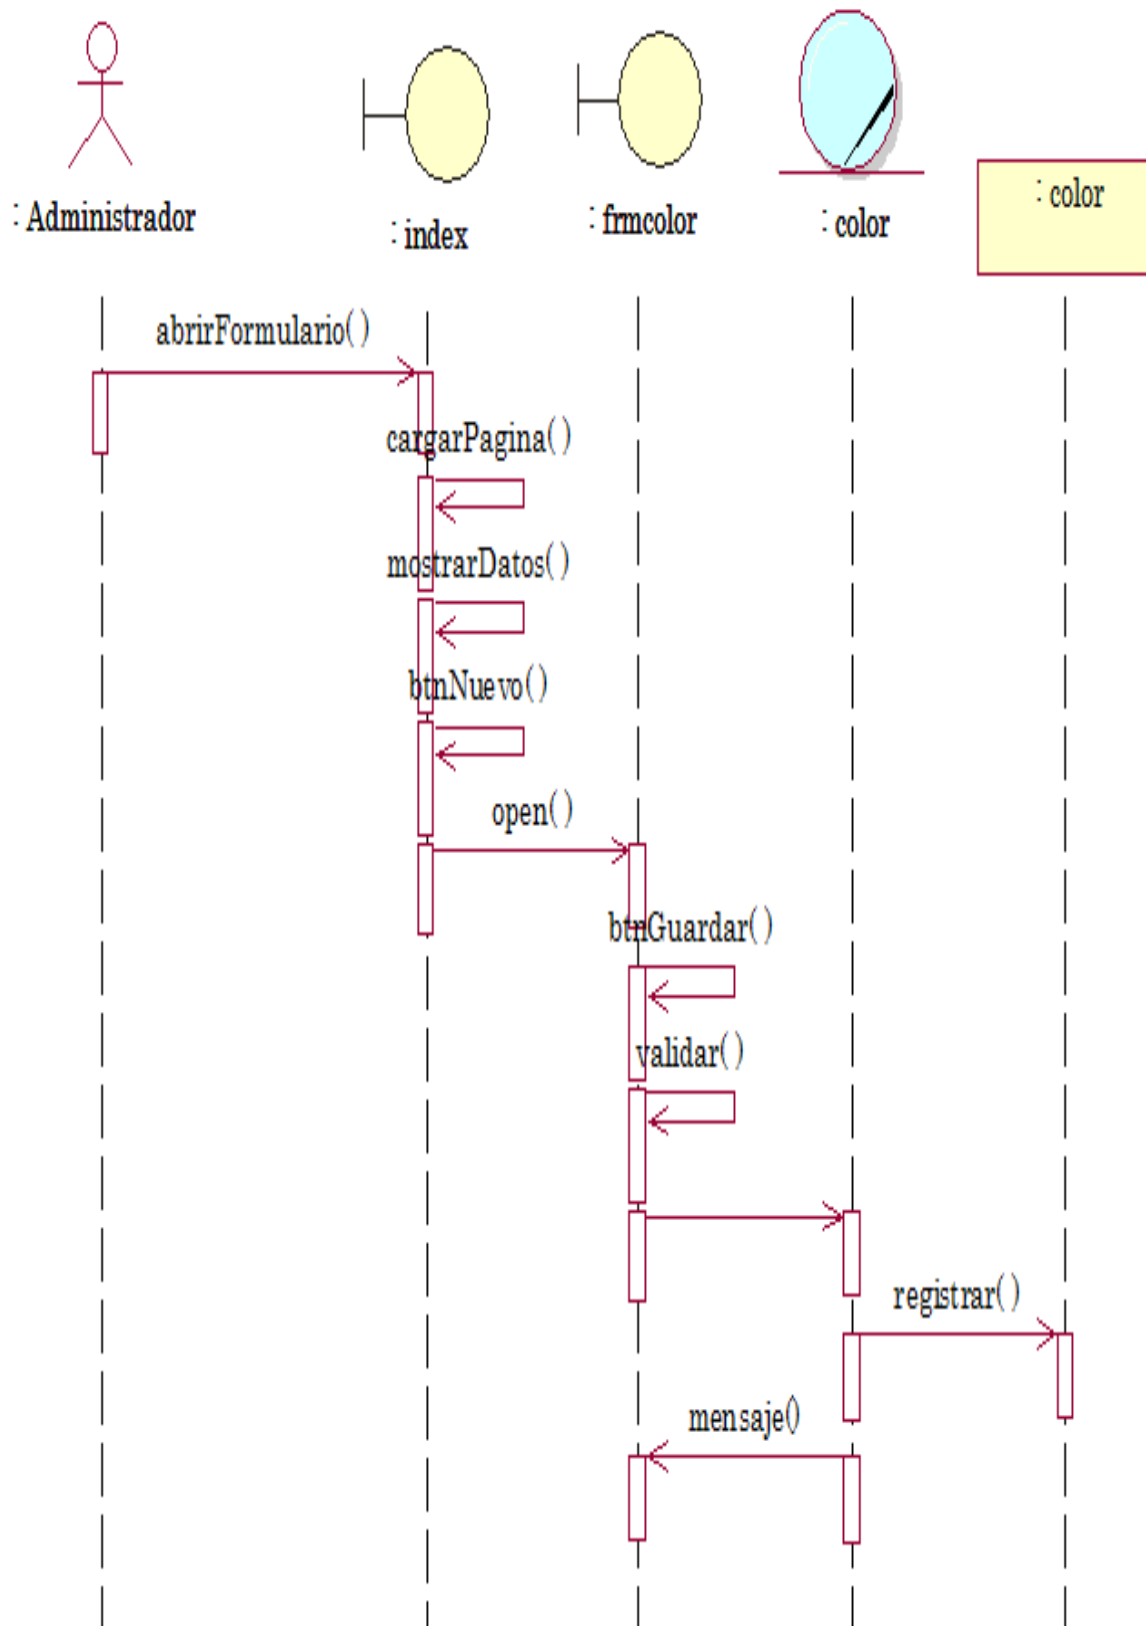 : Administrador
: index
: frmcolor
: color
: color
abrirFormulario( )
cargarPagina( )
mostrarDatos( )
btnNuevo( )
open( )
btnGuardar( )
validar( )
registrar( )
mensaje()